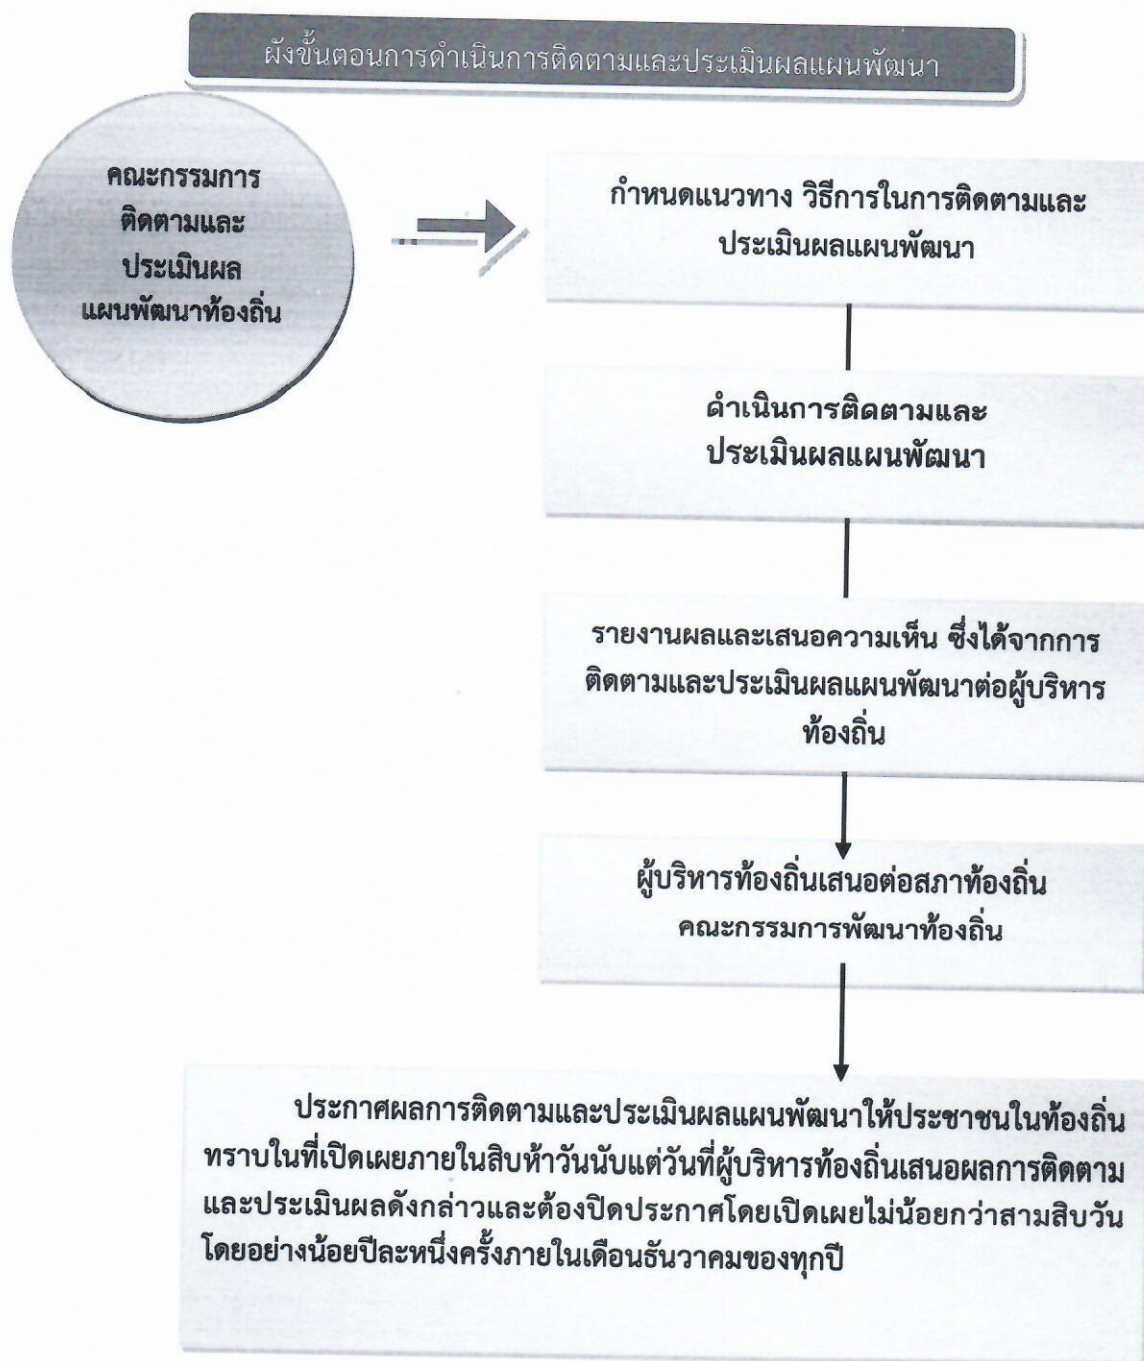 ผังขั้นตอนการดำเนินการติดตามและประเมินผลแผนพัฒนา
คณะกรรมการ
ติดตามและ
ประเมินผล
แผนพัฒนาท้องถิ่น
กำหนดแนวทาง วิธีการในการติดตามและ
ประเมินผลแผนพัฒนา
ดำเนินการติดตามและ
ประเมินผลแผนพัฒนา
รายงานผลและเสนอความเห็น ซึ่งได้จากการ
ติดตามและประเมินผลแผนพัฒนาต่อผู้บริหาร
ท้องถิ่น
ผู้บริหารท้องถิ่นเสนอต่อสภาท้องถิ่น
คณะกรรมการพัฒนาท้องถิ่น
ประกาศผลการติดตามและประเมินผลแผนพัฒนาให้ประชาชนในท้องถิ่น
ทราบในที่เปิดเผยภายในสิบห้าวันนับแต่วันที่ผู้บริหารท้องถิ่นเสนอผลการติดตาม
และประเมินผลดังกล่าวและต้องปิดประกาศโดยเปิดเผยไม่น้อยกว่าสามสิบวัน
โดยอย่างน้อยปีละหนึ่งครั้งภายในเดือนธันวาคมของทุกปี